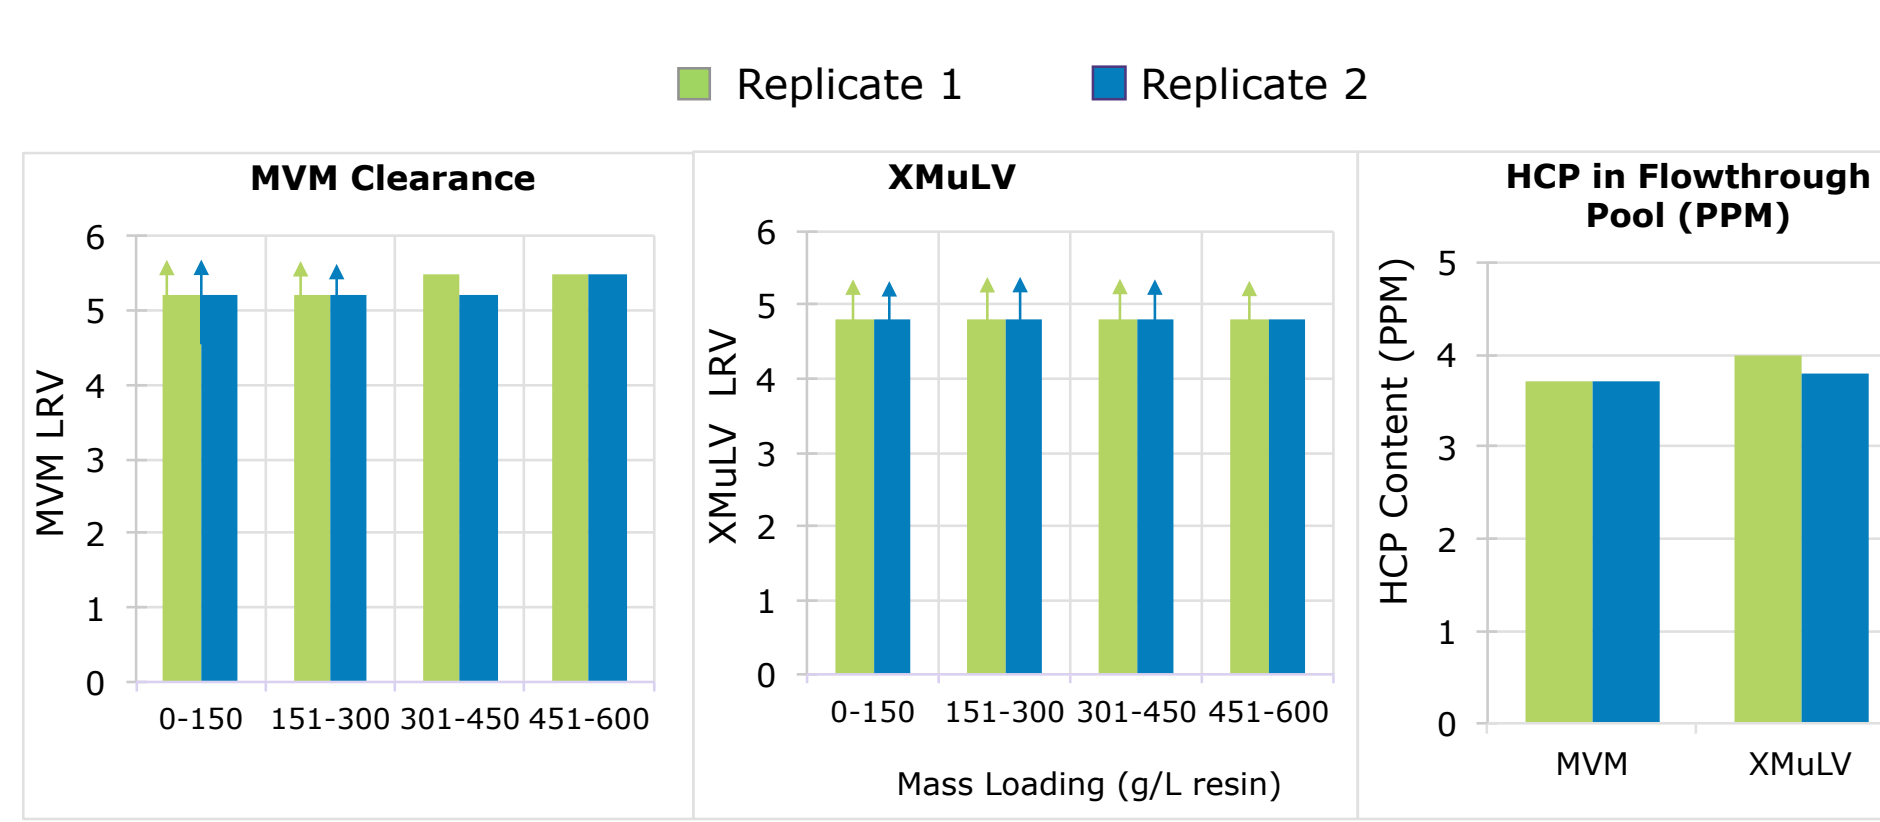 Replicate 1
Replicate 2
MVM Clearance
MVM LRV
6
5
4
3
2
1
0
0-150
151-300
301-450
451-600
XMuLV
XMuLV LRV
6
5
4
3
2
1
0
0-150
151-300
301-450
451-600
Mass Loading (g/L resin)
HCP in Flowthrough
Pool (PPM)
HCP Content (PPM)
5
4
3
2
1
0
MVM
XMuLV